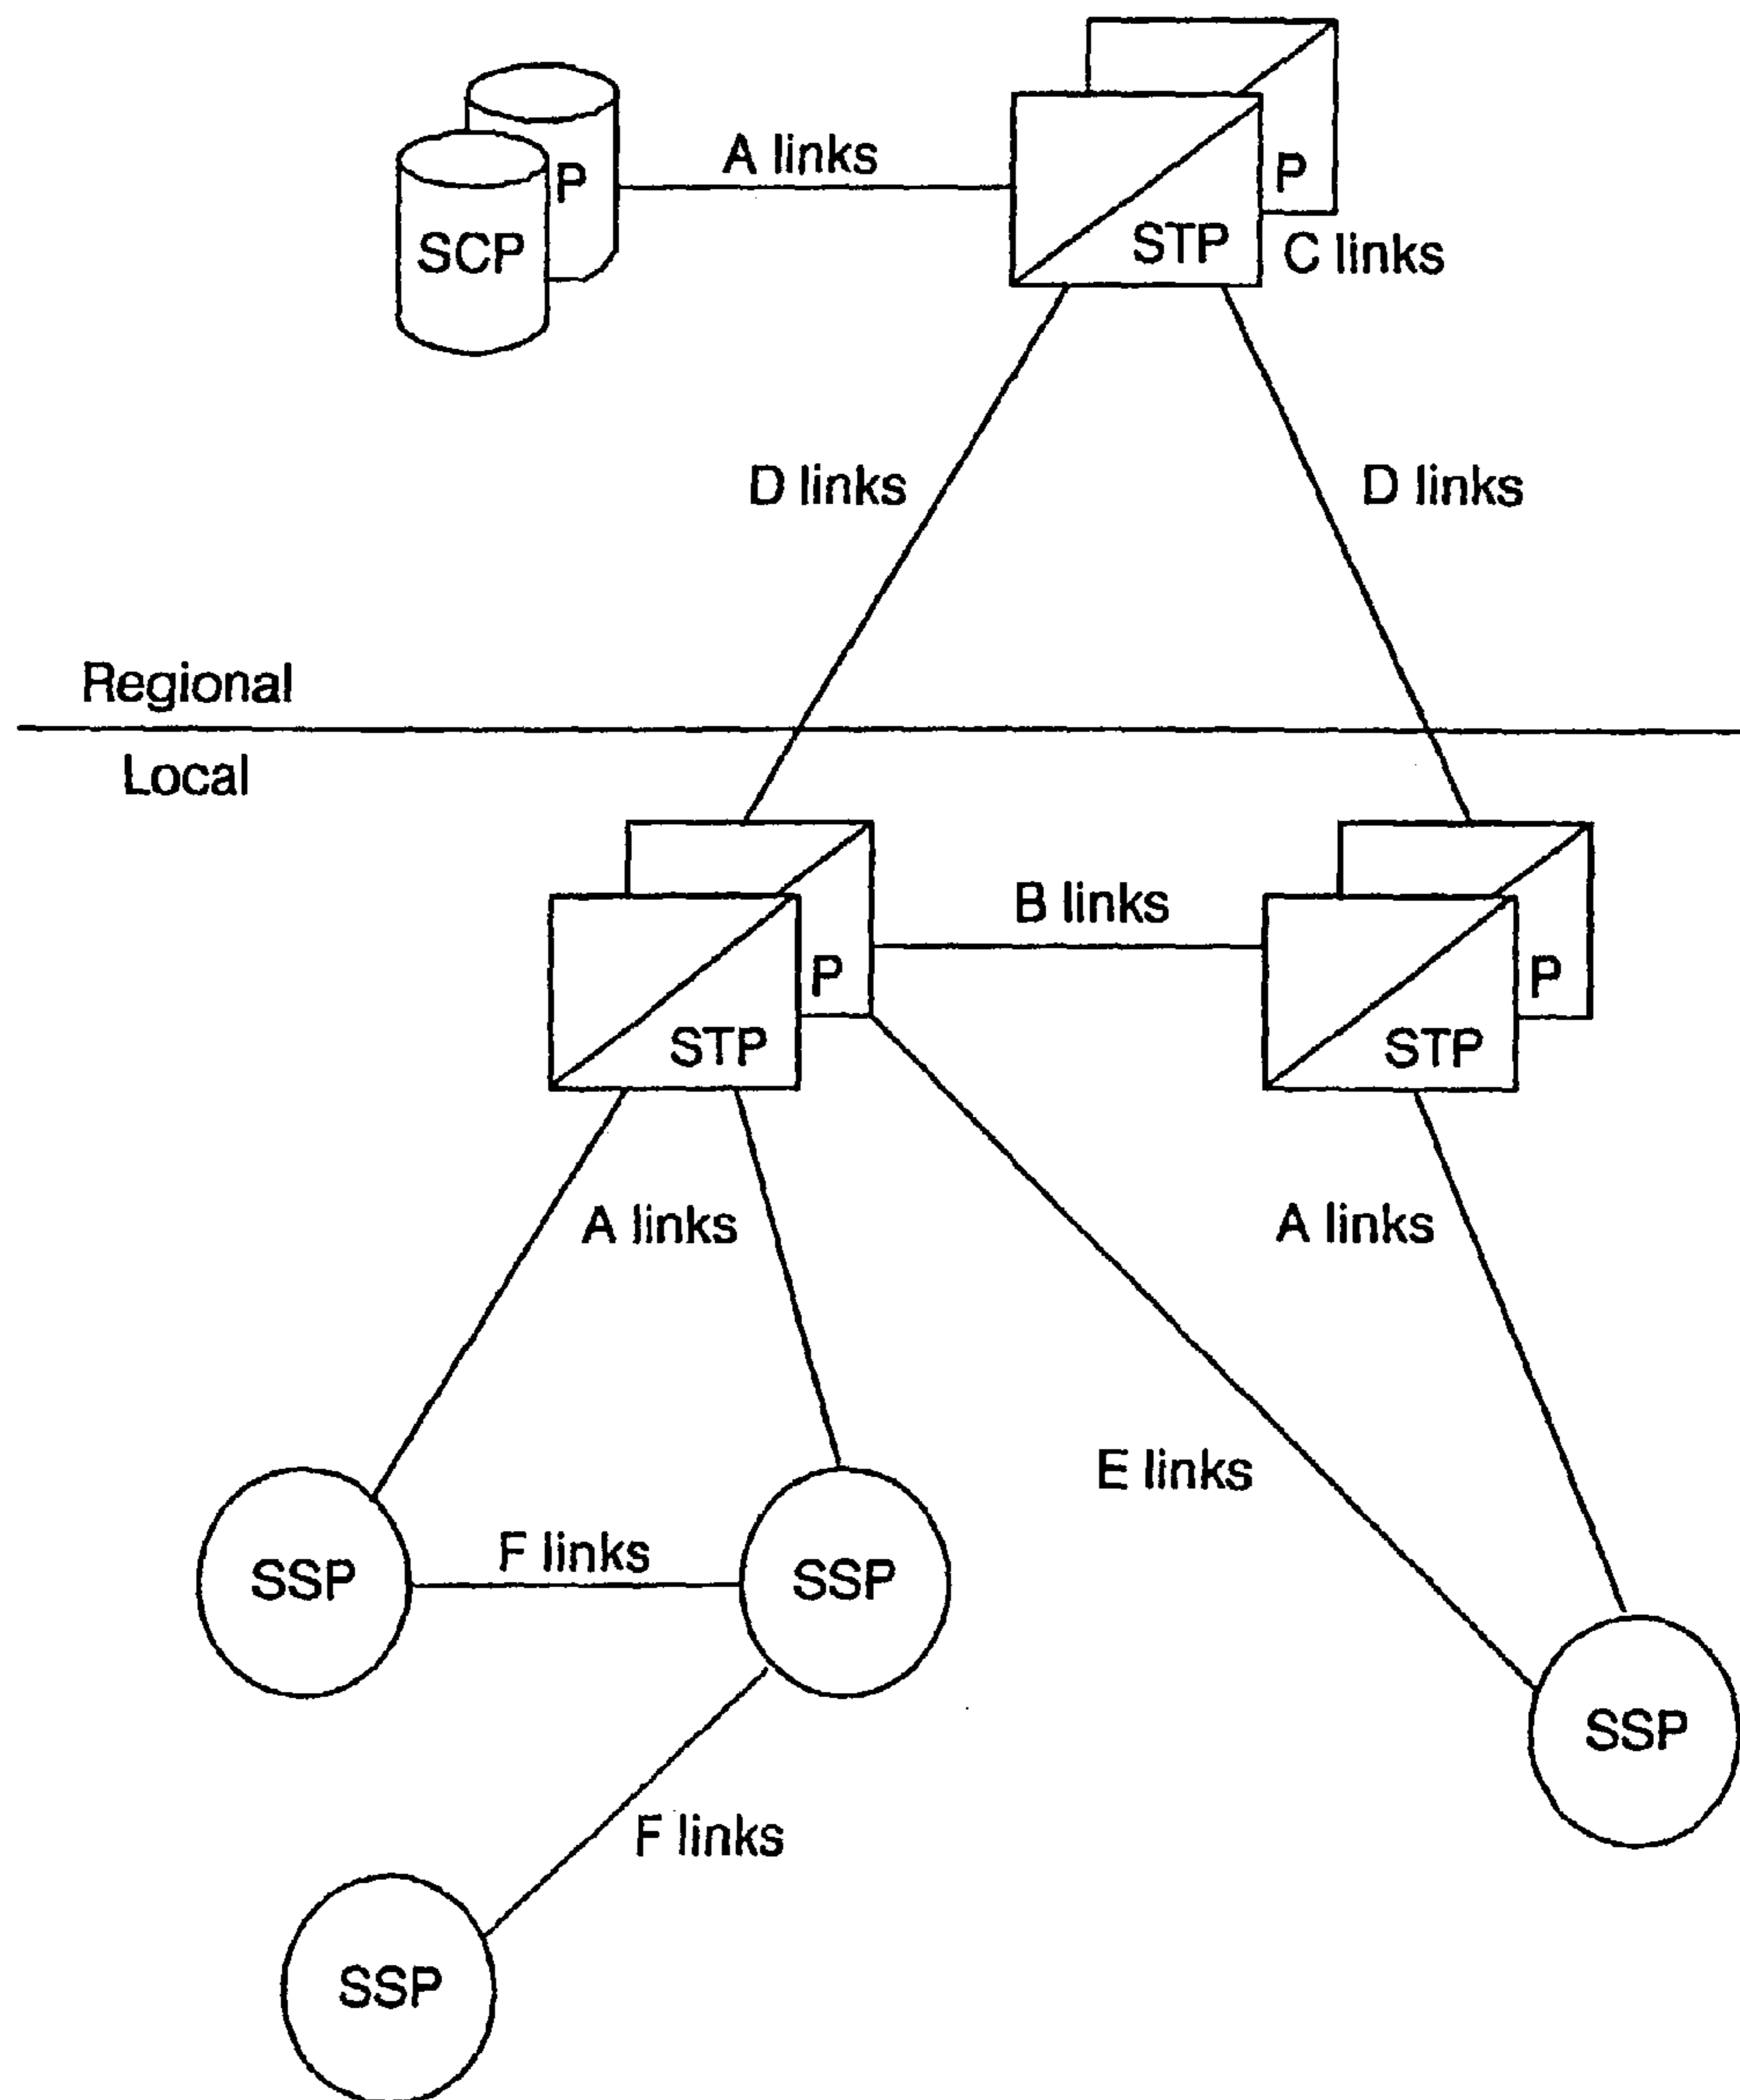 A links
P
P
SCP
STP
C links
D links
D links
Regional
Local
B links
P
P
STP
STP
A links
A links
E links
F links
SSP
SSP
SSP
F links
SSP